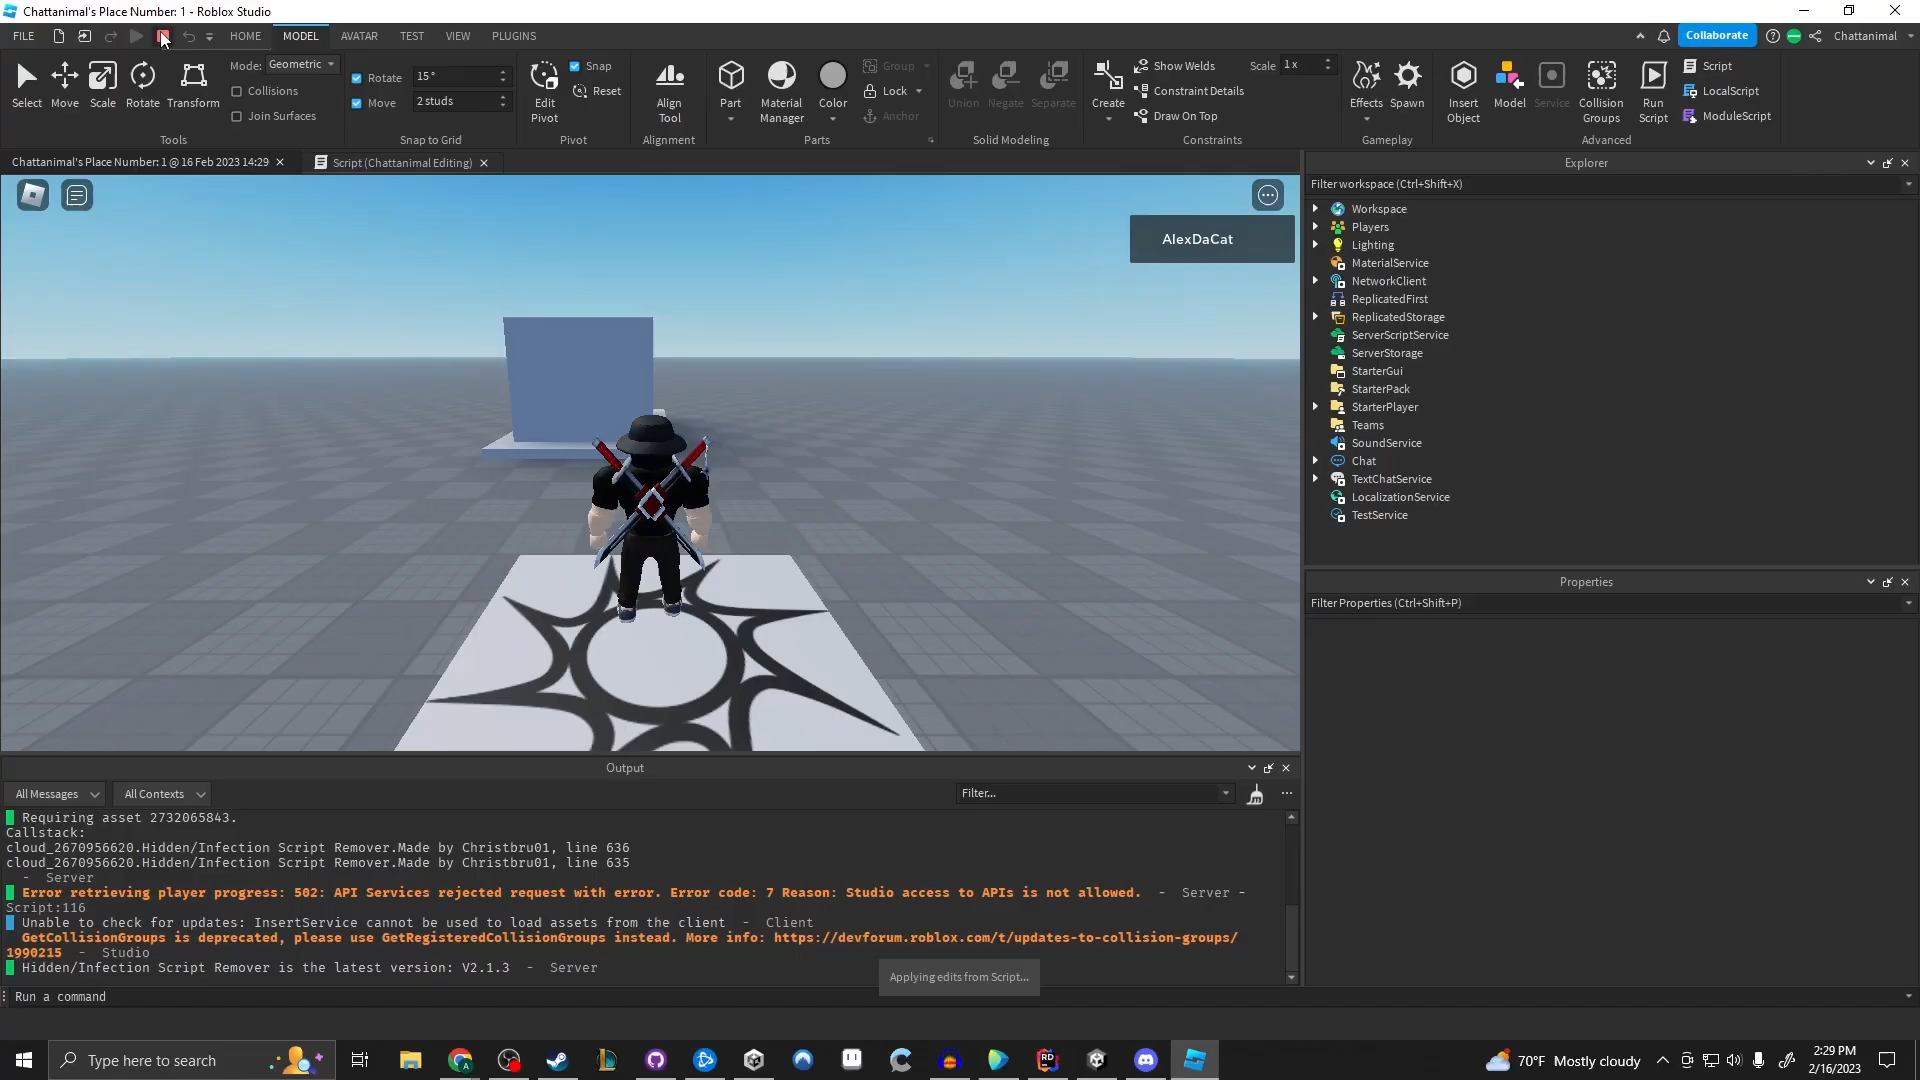 Chattanimal's Place Number: 1 - Roblox Studio
FILE HOME MODEL AVATAR TEST VIEW PLUGINS Collaborate Chattanimal
Select Move Scale Rotate Transform
Mode: Geometric
Collisions
Join Surfaces
Tools
Rotate 15°
Move 2 studs
Snap to Grid
Edit Pivot
Snap
Reset
Pivot
Align Tool
Alignment
Part Material Manager Color
Group
Lock
Anchor
Parts
Union Negate Separate
Solid Modeling
Create
Show Welds Scale 1 x
Constraint Details
Draw On Top
Constraints
Effects Spawn
Gameplay
Insert Object Model Service Collision Groups Run Script
Script
LocalScript
ModuleScript
Advanced
Chattanimal's Place Number: 1 @ 16 Feb 2023 14:29 Script (Chattanimal Editing)
AlexDaCat
Explorer
Filter workspace (Ctrl+Shift+X)
Workspace
Players
Lighting
MaterialService
NetworkClient
ReplicatedFirst
ReplicatedStorage
ServerScriptService
ServerStorage
StarterGui
StarterPack
StarterPlayer
Teams
SoundService
Chat
TextChatService
LocalizationService
TestService
Properties
Filter Properties (Ctrl+Shift+P)
Output
All Messages All Contexts Filter...
Requiring asset 2732065843.
Callstack:
cloud_2670956620.Hidden/Infection Script Remover.Made by Christbru01, line 636
cloud_2670956620.Hidden/Infection Script Remover.Made by Christbru01, line 635
- Server
Error retrieving player progress: 502: API Services rejected request with error. Error code: 7 Reason: Studio access to APIs is not allowed. - Server -
Script:116
Unable to check for updates: InsertService cannot be used to load assets from the client - Client
GetCollisionGroups is deprecated, please use GetRegisteredCollisionGroups instead. More info: https://devforum.roblox.com/t/updates-to-collision-groups/
1990215 - Studio
Hidden/Infection Script Remover is the latest version: V2.1.3 - Server
Applying edits from Script...
Run a command
Type here to search
70°F Mostly cloudy
2:29 PM
2/16/2023